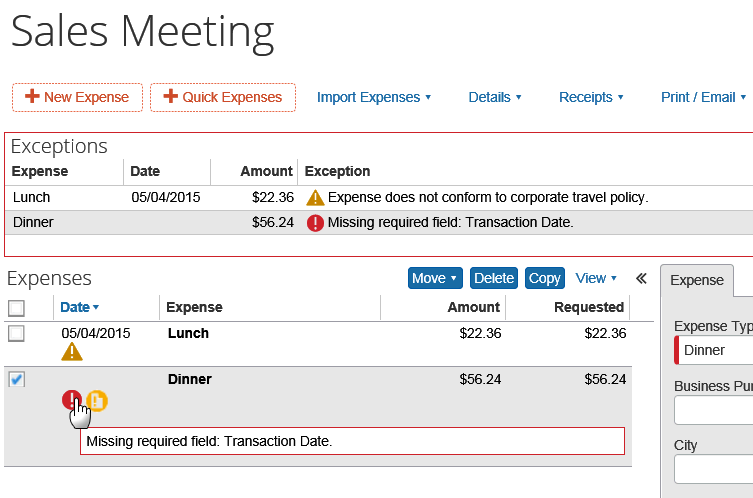 Sales Meeting
New Expense Quick Expenses Import Expenses Details Receipts Print / Email
Exceptions
Expense Date Amount Exception
Lunch 05/04/2015 $22.36 Expense does not conform to corporate travel policy.
Dinner $56.24 Missing required field: Transaction Date.
Expenses Move Delete Copy View « Expense
Date Expense Amount Requested
Expense Typ
05/04/2015 Lunch $22.36 $22.36
Dinner
Dinner $56.24 $56.24
Business Pur
Missing required field: Transaction Date.
City